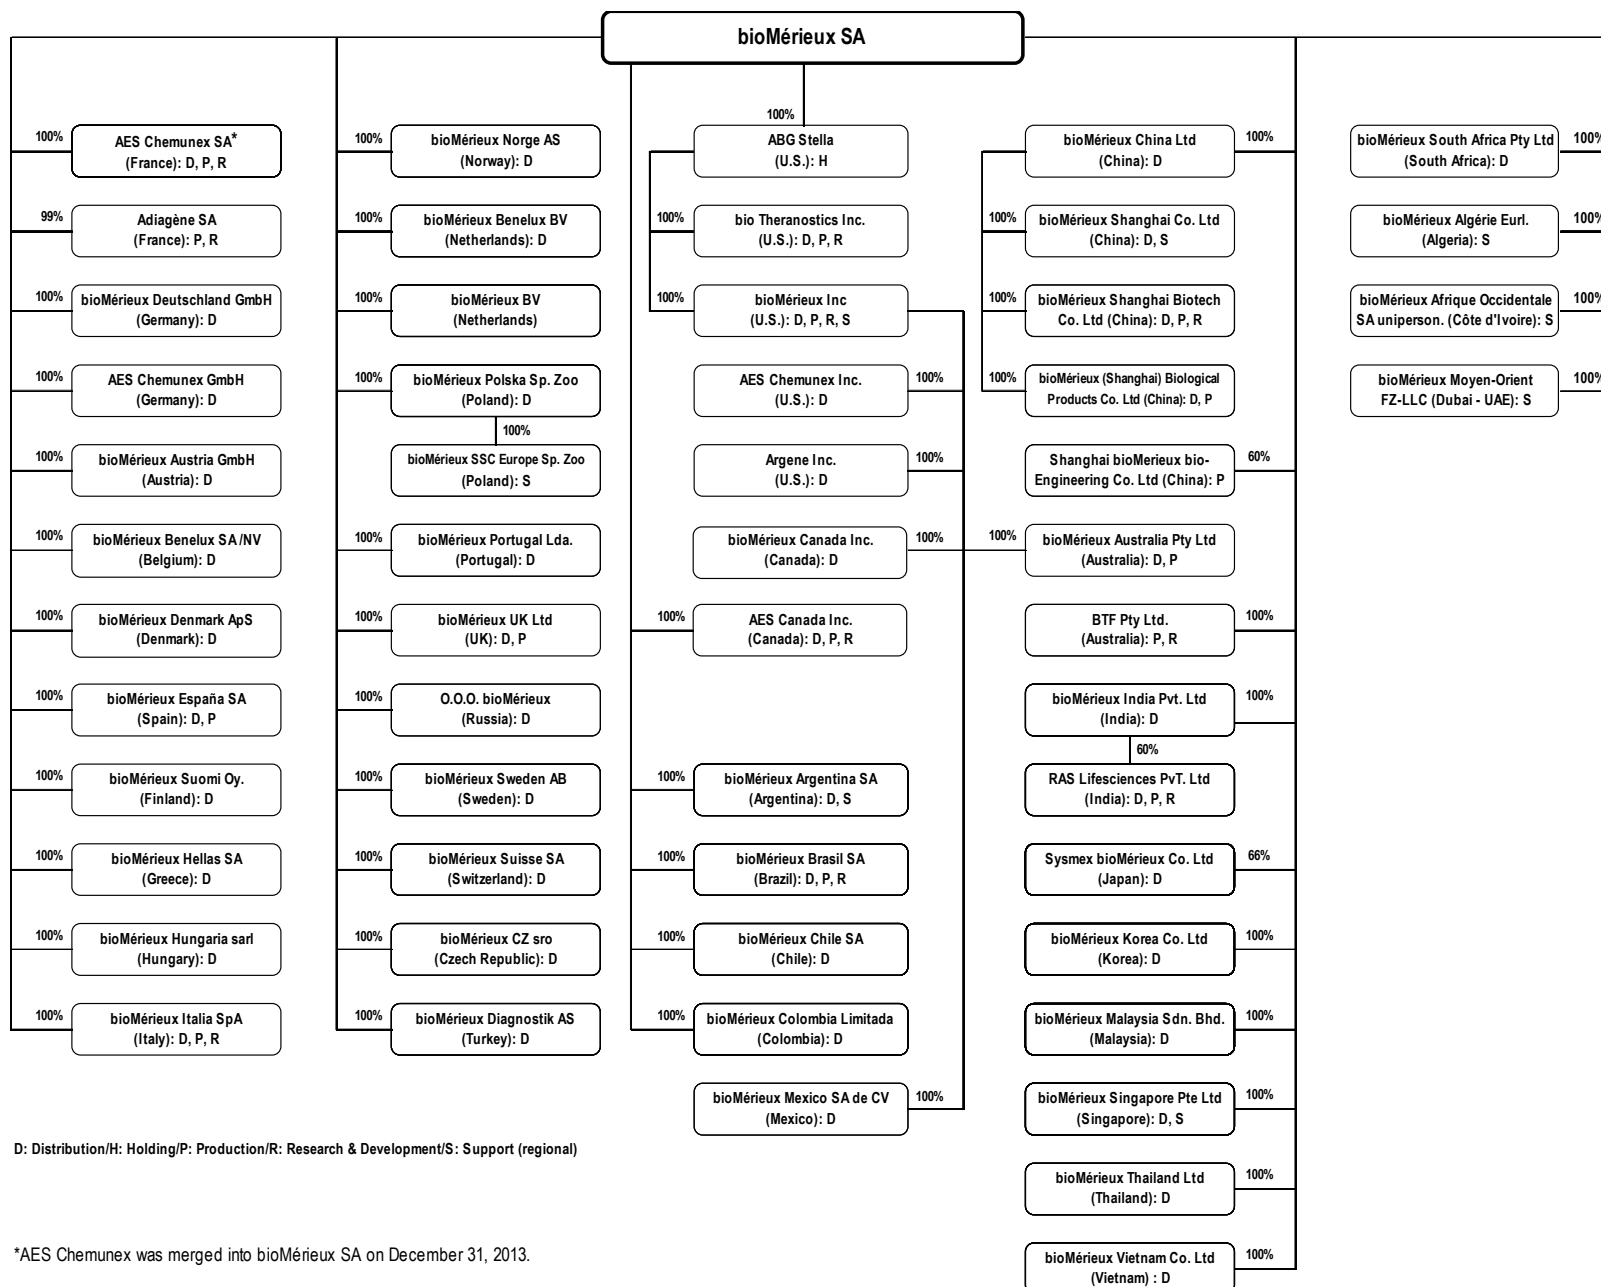 bioMérieux SA
100%
AES Chemunex SA*
(France): D, P, R
99%
Adiagène SA
(France): P, R
100%
bioMérieux Deutschland GmbH
(Germany): D
100%
AES Chemunex GmbH
(Germany): D
100%
bioMérieux Austria GmbH
(Austria): D
100%
bioMérieux Benelux SA/NV
(Belgium): D
100%
bioMérieux Denmark ApS
(Denmark): D
100%
bioMérieux España SA
(Spain): D, P
100%
bioMérieux Suomi Oy.
(Finland): D
100%
bioMérieux Hellas SA
(Greece): D
100%
bioMérieux Hungaria sarl
(Hungary): D
100%
bioMérieux Italia SpA
(Italy): D, P, R
100%
bioMérieux Norge AS
(Norway): D
100%
bioMérieux Benelux BV
(Netherlands): D
100%
bioMérieux BV
(Netherlands)
100%
bioMérieux Polska Sp. Zoo
(Poland): D
100%
bioMérieux SSC Europe Sp. Zoo
(Poland): S
100%
bioMérieux Portugal Lda.
(Portugal): D
100%
bioMérieux UK Ltd
(UK): D, P
100%
O.O.O. bioMérieux
(Russia): D
100%
bioMérieux Sweden AB
(Sweden): D
100%
bioMérieux Suisse SA
(Switzerland): D
100%
bioMérieux CZ sro
(Czech Republic): D
100%
bioMérieux Diagnostik AS
(Turkey): D
100%
ABG Stella
(U.S.): H
100%
bio Theranostics Inc.
(U.S.): D, P, R
100%
bioMérieux Inc
(U.S.): D, P, R, S
AES Chemunex Inc.
(U.S.): D
100%
Argene Inc.
(U.S.): D
100%
bioMérieux Canada Inc.
(Canada): D
100%
100%
AES Canada Inc.
(Canada): D, P, R
100%
bioMérieux Argentina SA
(Argentina): D, S
100%
bioMérieux Brasil SA
(Brazil): D, P, R
100%
bioMérieux Chile SA
(Chile): D
100%
bioMérieux Colombia Limitada
(Colombia): D
bioMérieux Mexico SA de CV
(Mexico): D
100%
bioMérieux China Ltd
(China): D
100%
100%
bioMérieux Shanghai Co. Ltd
(China): D, S
100%
bioMérieux Shanghai Biotech
Co. Ltd (China): D, P, R
100%
bioMérieux (Shanghai) Biological
Products Co. Ltd (China): D, P
Shanghai bioMerieux bio-
Engineering Co. Ltd (China): P
60%
100%
bioMérieux Australia Pty Ltd
(Australia): D, P
BTF Pty Ltd.
(Australia): P, R
100%
bioMérieux India Pvt. Ltd
(India): D
100%
60%
RAS Lifesciences PvT. Ltd
(India): D, P, R
Sysmex bioMérieux Co. Ltd
(Japan): D
66%
bioMérieux Korea Co. Ltd
(Korea): D
100%
bioMérieux Malaysia Sdn. Bhd.
(Malaysia): D
100%
bioMérieux Singapore Pte Ltd
(Singapore): D, S
100%
bioMérieux Thailand Ltd
(Thailand): D
100%
bioMérieux Vietnam Co. Ltd
(Vietnam) : D
100%
bioMérieux South Africa Pty Ltd
(South Africa): D
100%
bioMérieux Algérie Eurl.
(Algeria): S
100%
bioMérieux Afrique Occidentale
SA uniperson. (Côte d'Ivoire): S
100%
bioMérieux Moyen-Orient
FZ-LLC (Dubai - UAE): S
100%
D: Distribution/H: Holding/P: Production/R: Research & Development/S: Support (regional)
*AES Chemunex was merged into bioMérieux SA on December 31, 2013.